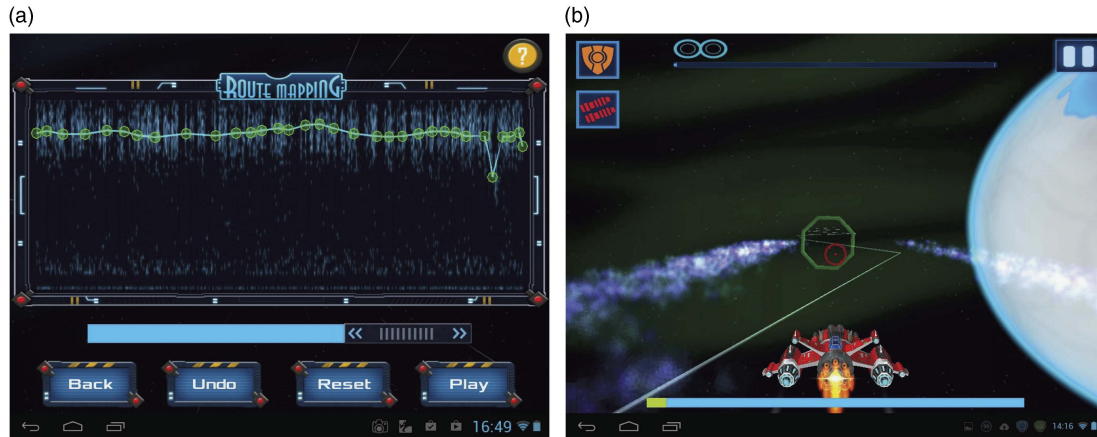 (a)
(b)
ROUTE MAPPING
?
Back
Undo
Reset
Play
16:49
14:16